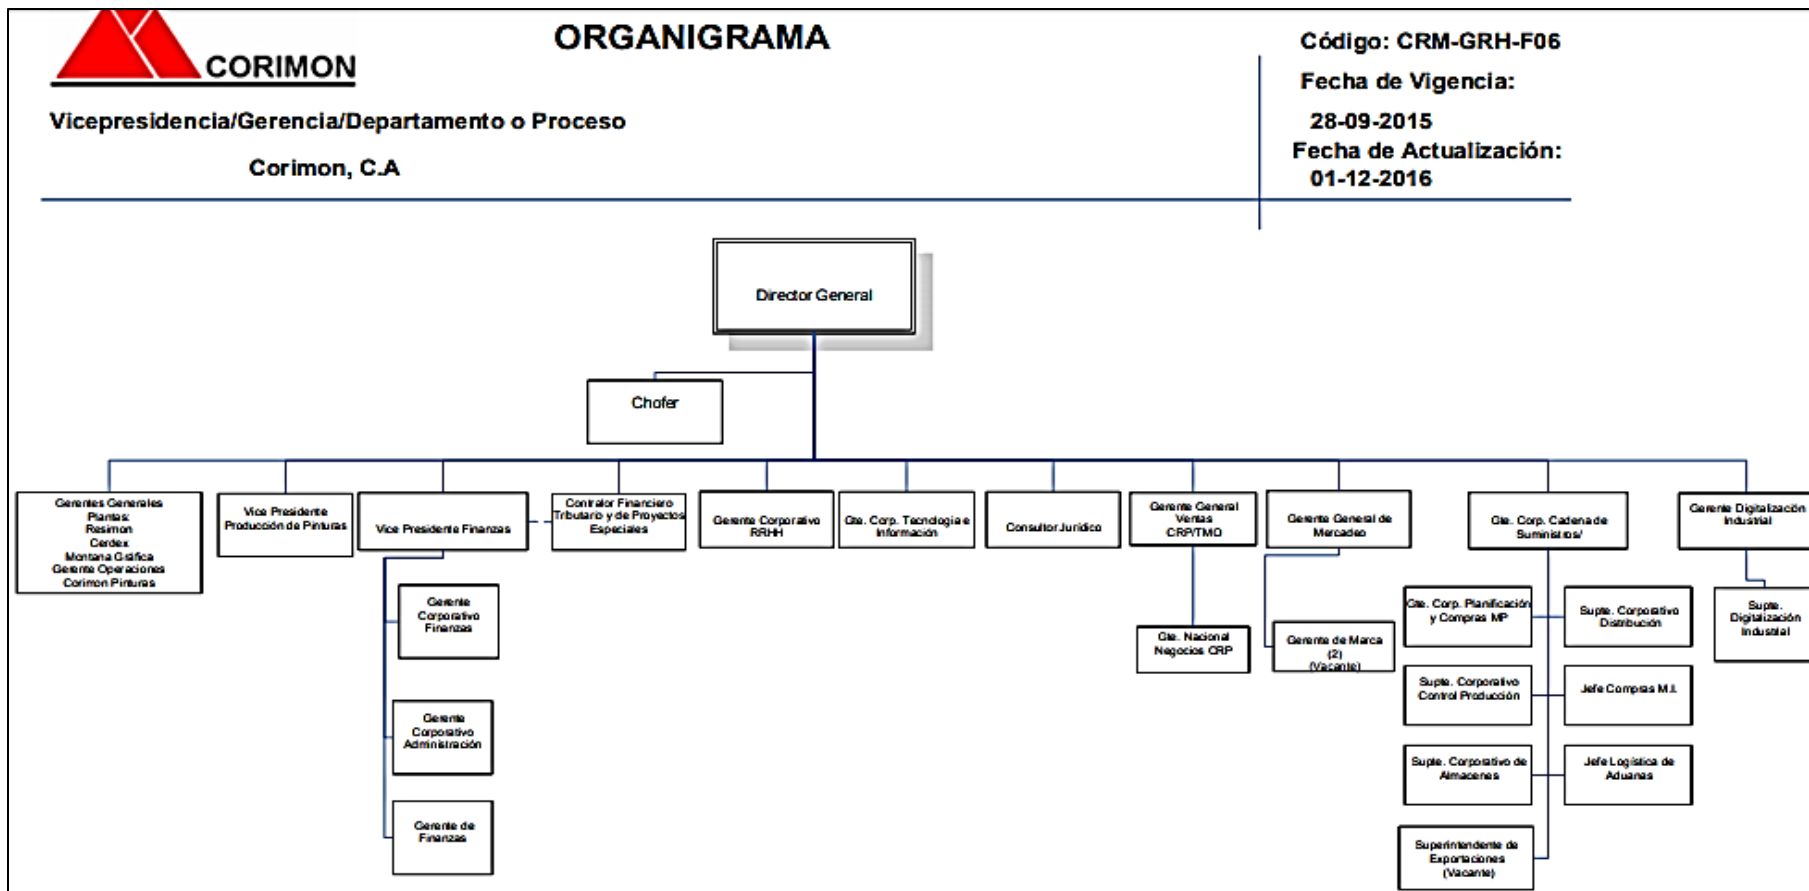 CORIMON
ORGANIGRAMA
Código: CRM-GRH-F06
Fecha de Vigencia:
28-09-2015
Fecha de Actualización:
01-12-2016
Vicepresidencia/Gerencia/Departamento o Proceso
Corimon, C.A
Director General
Chofer
Gerentes Generales
Plantas:
Resimon
Cerdex
Montana Gráfica
Gerente Operaciones
Corimon Pinturas
Vice Presidente
Producción de Pinturas
Vice Presidente Finanzas
Contralor Financiero
Tributario y de Proyectos
Especiales
Gerente Corporativo
RRHH
Gte. Corp. Tecnología e
Información
Consultor Jurídico
Gerente General
Ventas
CRP/TMO
Gerente General de
Mercadeo
Gte. Corp. Cadena de
Suministros/
Gerente Digitalización
Industrial
Gerente
Corporativo
Finanzas
Gerente
Corporativo
Administración
Gerente de
Finanzas
Gte. Nacional
Negocios CRP
Gerente de Marca
(2)
(Vacante)
Gte. Corp. Planificación
y Compras MP
Supte. Corporativo
Distribución
Supte. Corporativo
Control Producción
Jefe Compras M.I.
Supte. Corporativo de
Almacenes
Jefe Logística de
Aduanas
Superintendente de
Exportaciones
(Vacante)
Supte.
Digitalización
Industrial